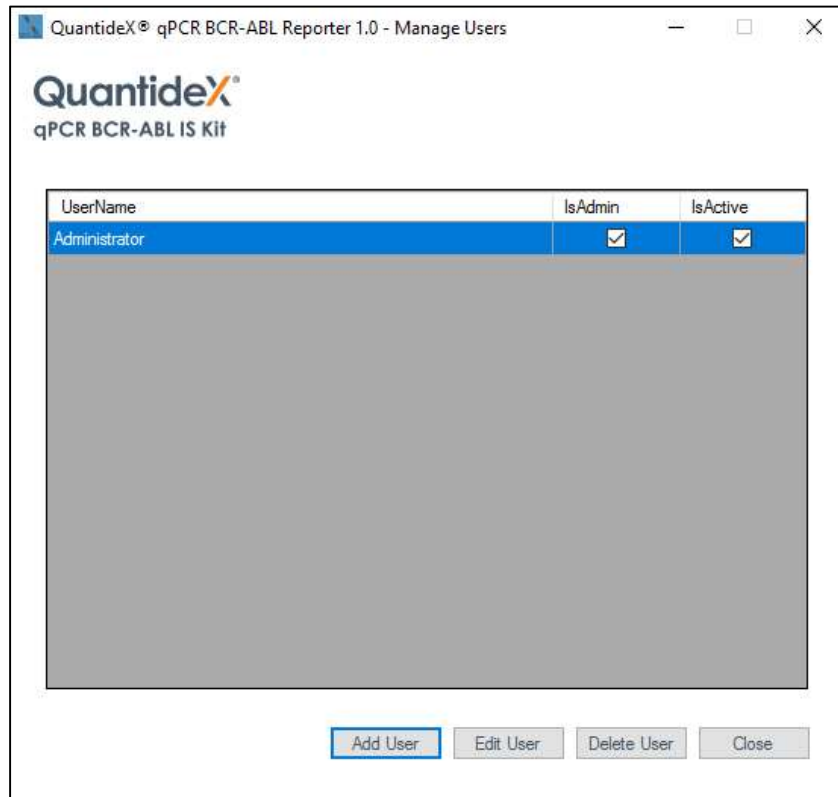 QuantideX® qPCR BCR-ABL Reporter 1.0 - Manage Users
QuantideX®
qPCR BCR-ABL IS Kit
UserName IsAdmin IsActive
Administrator
Add User Edit User Delete User Close